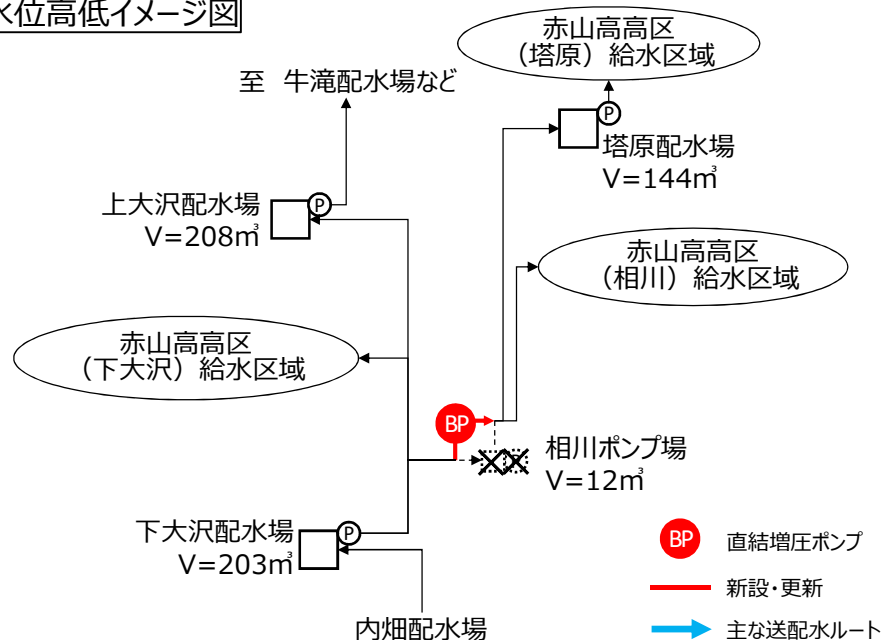 水位高低イメージ図
赤山高高区
（塔原）給水区域
至 牛滝配水場など
P
塔原配水場
V=144㎥
上大沢配水場
V=208㎥
P
赤山高高区
（相川）給水区域
赤山高高区
（下大沢）給水区域
BP
相川ポンプ場
V=12㎥
下大沢配水場
V=203㎥
P
内畑配水場
BP 直結増圧ポンプ
新設・更新
主な送配水ルート